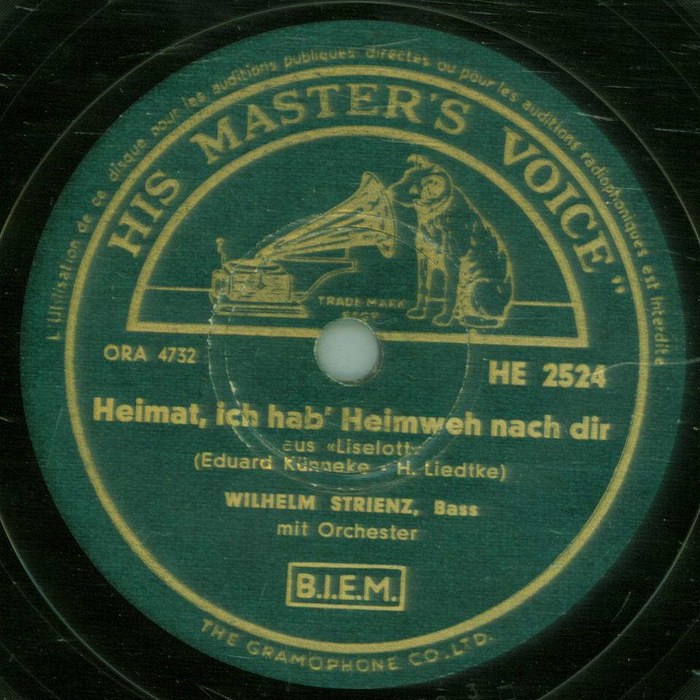 L'Utilisation de ce disque pour les auditions publiques directes ou pour les auditions radiophoniques est interdite
HIS MASTER'S VOICE"
TRADE MARK
ORA 4732
HE 2524
Heimat, ich hab' Heimweh nach dir
aus «Liselott»
(Eduard Künneke - H. Liedtke)
WILHELM STRIENZ, Bass
mit Orchester
B.I.E.M.
THE GRAMOPHONE CO., LTD.